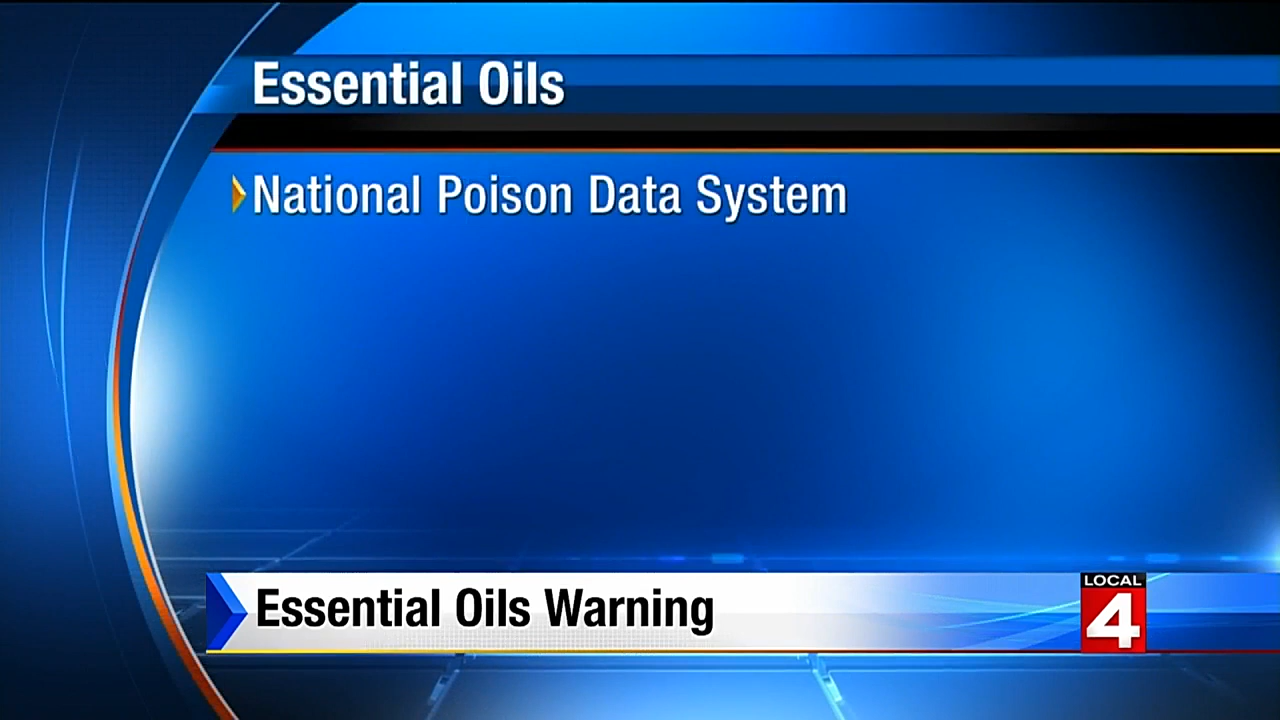 Essential Oils
National Poison Data System
Essential Oils Warning
LOCAL
4